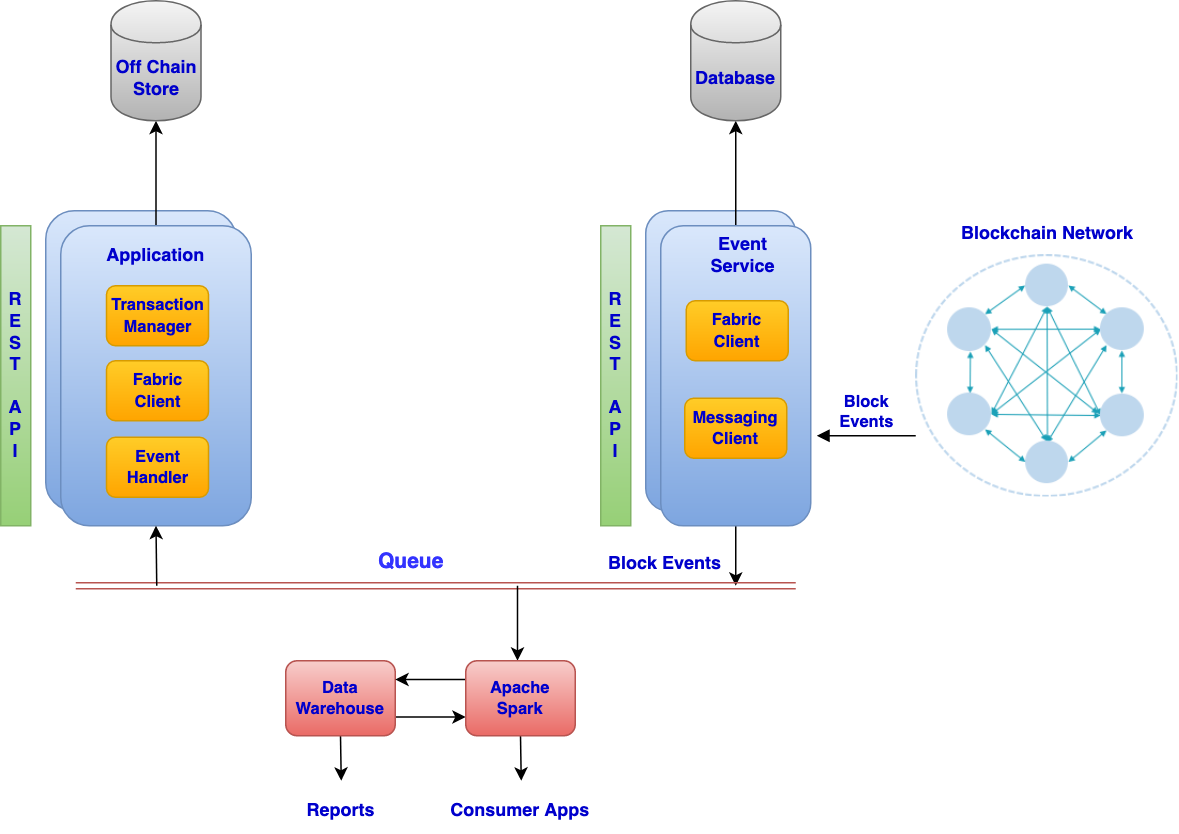 Off Chain
Store
Database
REST API
Application
Transaction
Manager
Fabric
Client
Event
Handler
REST API
Event
Service
Fabric
Client
Messaging
Client
Block
Events
Blockchain Network
Queue
Block Events
Data
Warehouse
Apache
Spark
Reports
Consumer Apps